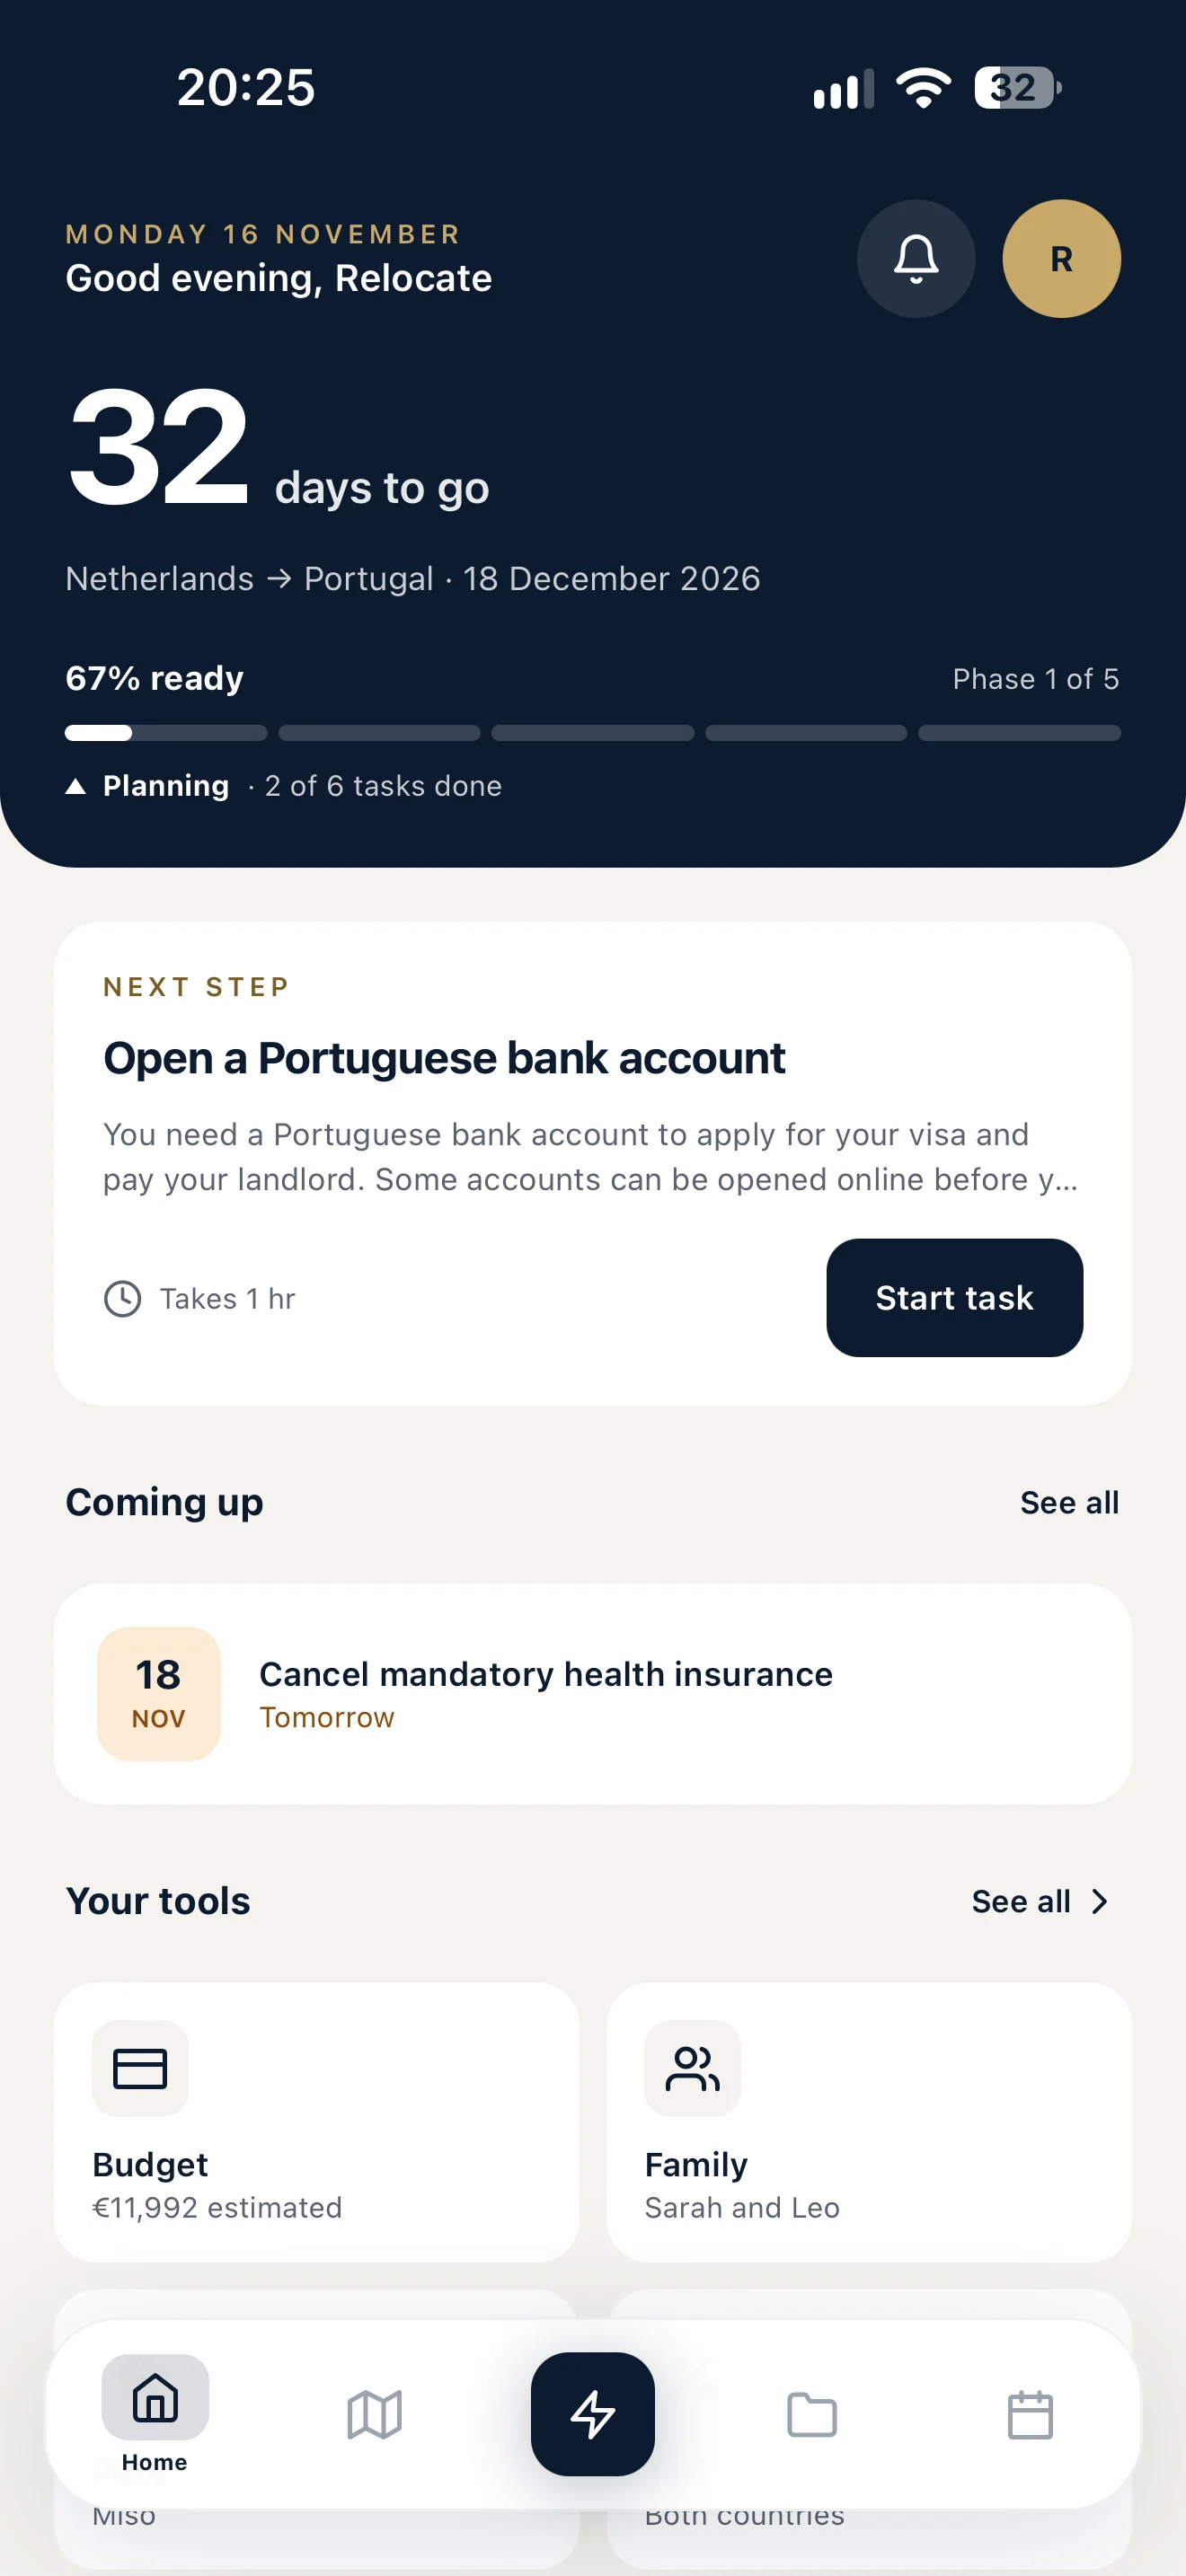 20:25
32
MONDAY 16 NOVEMBER
Good evening, Relocate
R
32 days to go
Netherlands → Portugal · 18 December 2026
67% ready
Phase 1 of 5
▲ Planning · 2 of 6 tasks done
NEXT STEP
Open a Portuguese bank account
You need a Portuguese bank account to apply for your visa and
pay your landlord. Some accounts can be opened online before y...
Takes 1 hr
Start task
Coming up
See all
18
NOV
Cancel mandatory health insurance
Tomorrow
Your tools
See all
Budget
€11,992 estimated
Family
Sarah and Leo
Home
Miso
Both countries